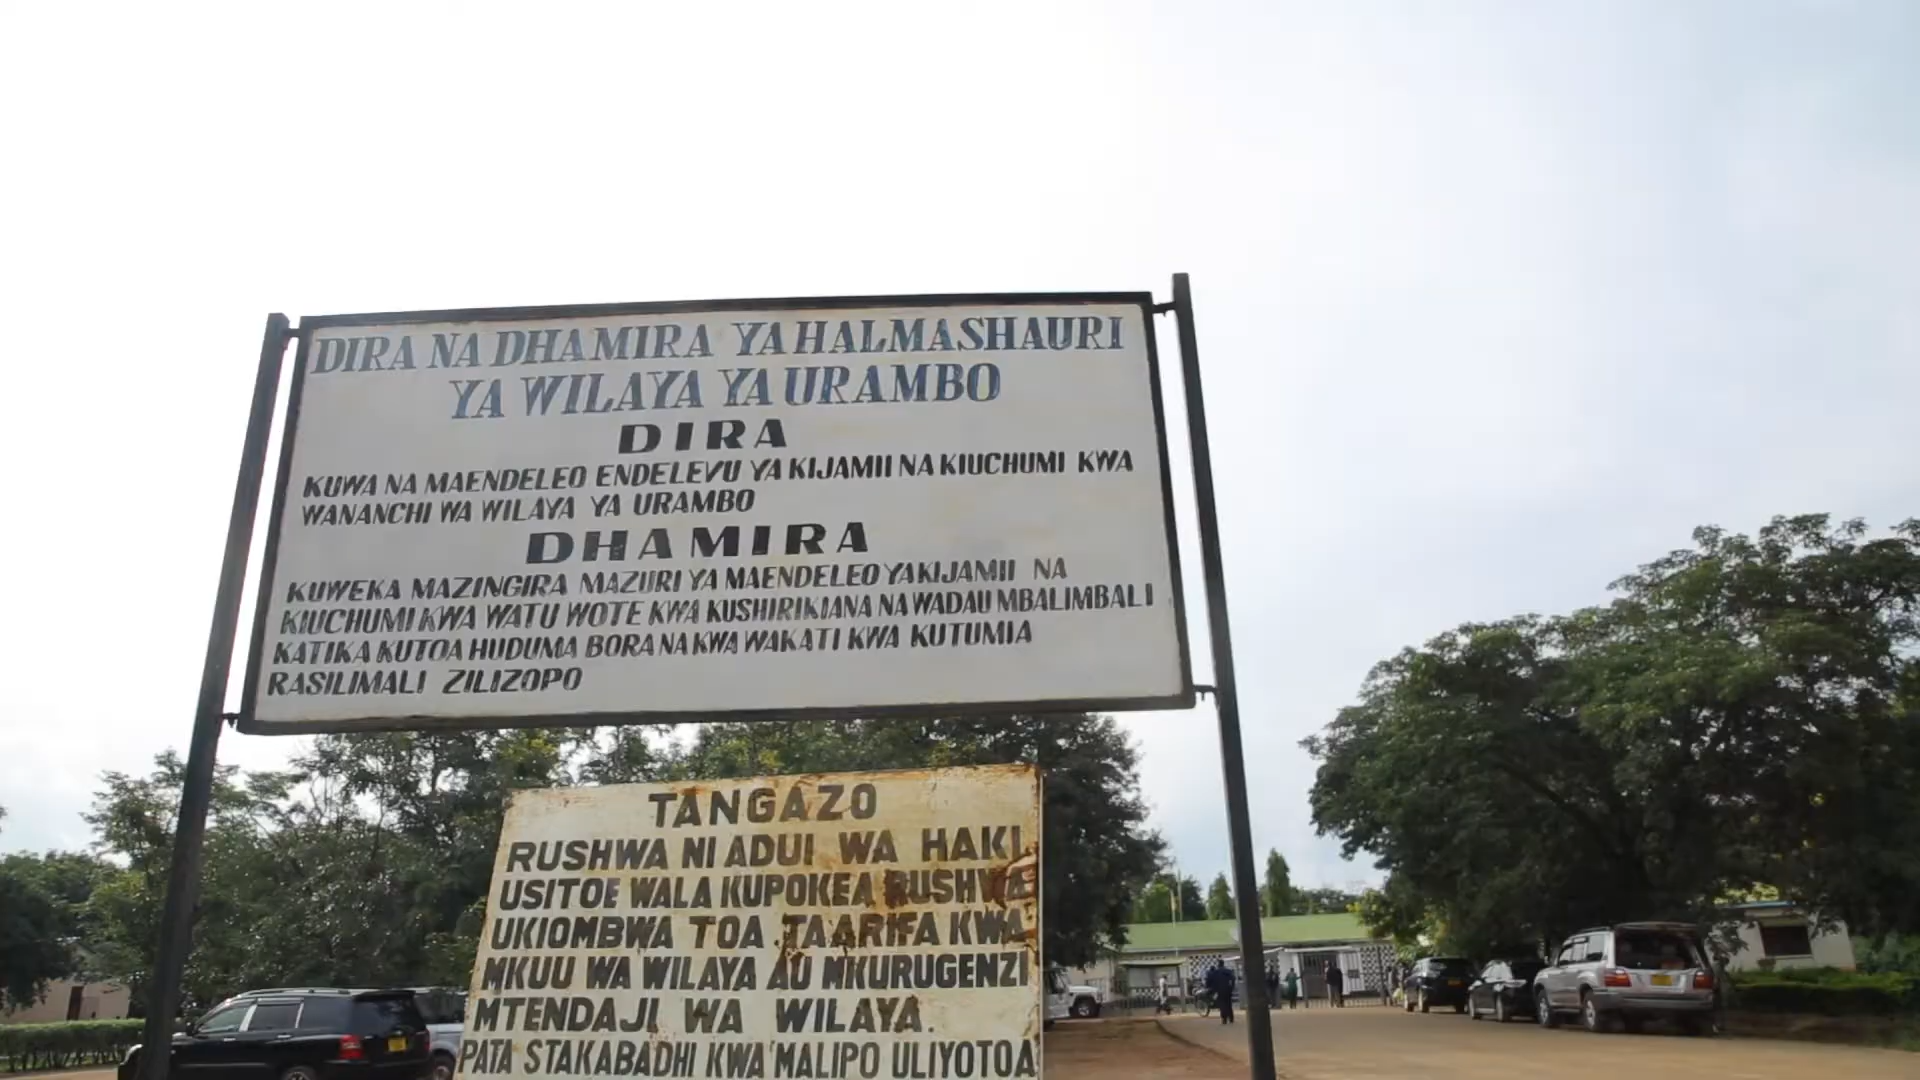 DIRA NA DHAMIRA YA HALMASHAURI
YA WILAYA YA URAMBO
DIRA
KUWA NA MAENDELEO ENDELEVU YA KIJAMII NA KIUCHUMI KWA
WANANCHI WA WILAYA YA URAMBO
DHAMIRA
KUWEKA MAZINGIRA MAZURI YA MAENDELEO YA KIJAMII NA
KIUCHUMI KWA WATU WOTE KWA KUSHIRIKIANA NA WADAU MBALIMBALI
KATIKA KUTOA HUDUMA BORA NA KWA WAKATI KWA KUTUMIA
RASILIMALI ZILIZOPO
TANGAZO
RUSHWA NI ADUI WA HAKI.
USITOE WALA KUPOKEA RUSHWA
UKIOMBWA TOA TAARIFA KWA
MKUU WA WILAYA AU MKURUGENZI
MTENDAJI WA WILAYA.
PATA STAKABADHI KWA MALIPO ULIYOTOA